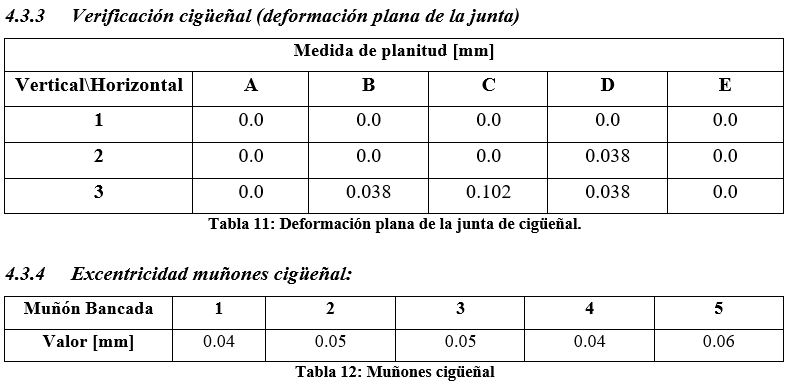 4.3.3 Verificación cigüeñal (deformación plana de la junta)
Medida de planitud [mm]
Vertical\Horizontal A B C D E
1 0.0 0.0 0.0 0.0 0.0
2 0.0 0.0 0.0 0.038 0.0
3 0.0 0.038 0.102 0.038 0.0
Tabla 11: Deformación plana de la junta de cigüeñal.
4.3.4 Excentricidad muñones cigüeñal:
Muñón Bancada 1 2 3 4 5
Valor [mm] 0.04 0.05 0.05 0.04 0.06
Tabla 12: Muñones cigüeñal